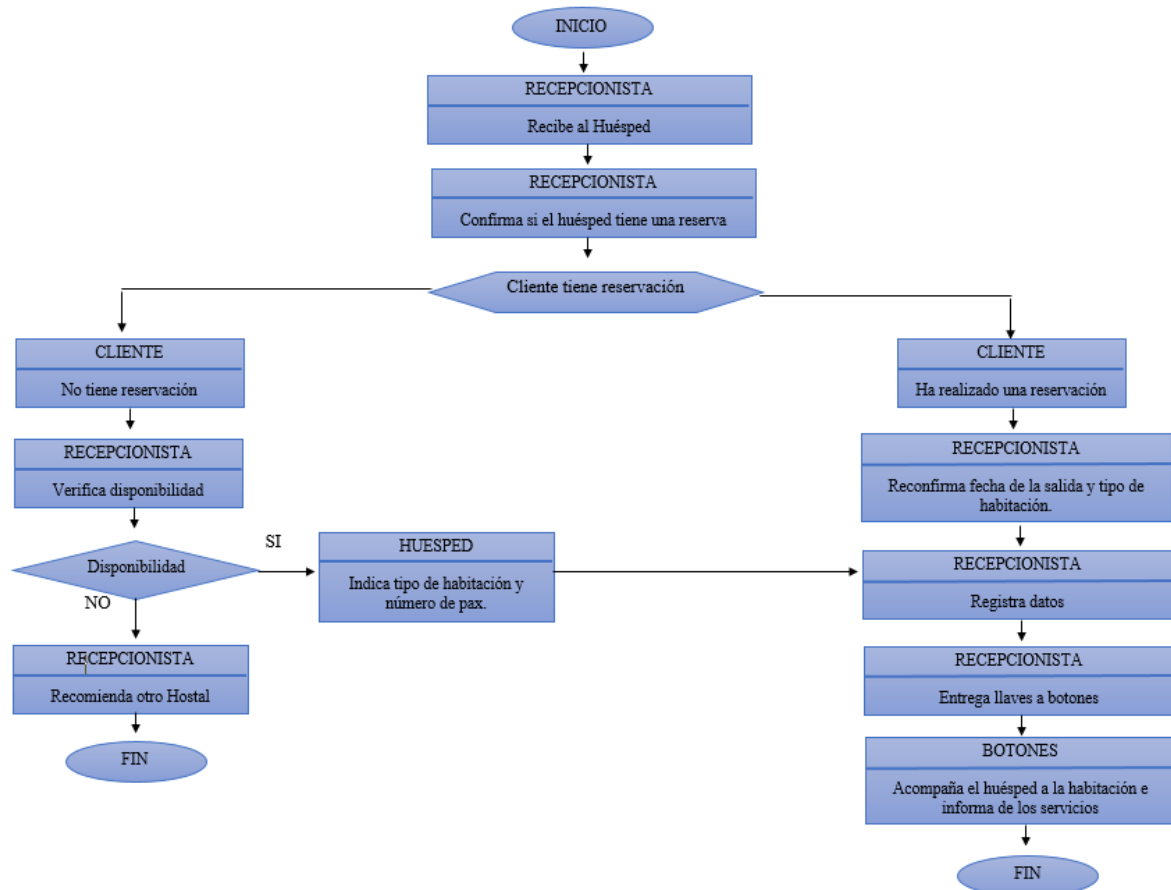 INICIO
RECEPCIONISTA
Recibe al Huésped
RECEPCIONISTA
Confirma si el huésped tiene una reserva
Cliente tiene reservación
CLIENTE
No tiene reservación
RECEPCIONISTA
Verifica disponibilidad
Disponibilidad
SI
NO
HUESPED
Indica tipo de habitación y
número de pax.
RECEPCIONISTA
Recomienda otro Hostal
FIN
CLIENTE
Ha realizado una reservación
RECEPCIONISTA
Reconfirma fecha de la salida y tipo de
habitación.
RECEPCIONISTA
Registra datos
RECEPCIONISTA
Entrega llaves a botones
BOTONES
Acompaña el huésped a la habitación e
informa de los servicios
FIN